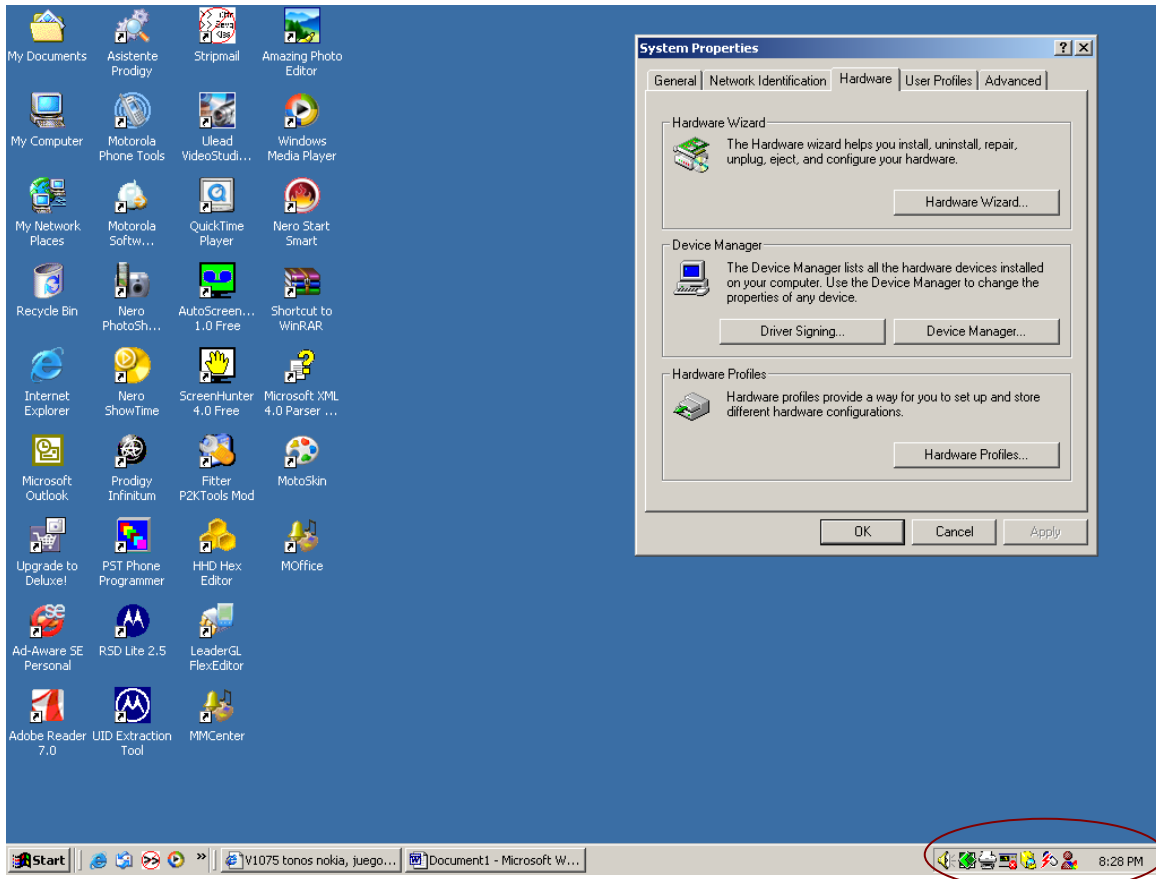 My Documents
Asistente
Prodigy
Stripmail
Amazing Photo
Editor
My Computer
Motorola
Phone Tools
Ulead
VideoStudi...
Windows
Media Player
My Network
Places
Motorola
Softw...
QuickTime
Player
Nero Start
Smart
Recycle Bin
Nero
PhotoSh...
AutoScreen...
1.0 Free
Shortcut to
WinRAR
Internet
Explorer
Nero
ShowTime
ScreenHunter
4.0 Free
Microsoft XML
4.0 Parser ...
Microsoft
Outlook
Prodigy
Infinitum
Fitter
P2KTools Mod
MotoSkin
Upgrade to
Deluxe!
PST Phone
Programmer
HHD Hex
Editor
MOffice
Ad-Aware SE
Personal
RSD Lite 2.5
LeaderGL
FlexEditor
Adobe Reader
7.0
UID Extraction
Tool
MMCenter
System Properties
General Network Identification Hardware User Profiles Advanced
Hardware Wizard
The Hardware wizard helps you install, uninstall, repair,
unplug, eject, and configure your hardware.
Hardware Wizard...
Device Manager
The Device Manager lists all the hardware devices installed
on your computer. Use the Device Manager to change the
properties of any device.
Driver Signing... Device Manager...
Hardware Profiles
Hardware profiles provide a way for you to set up and store
different hardware configurations.
Hardware Profiles...
OK Cancel Apply
Start » V1075 tonos nokia, juego... Document1 - Microsoft W... 8:28 PM